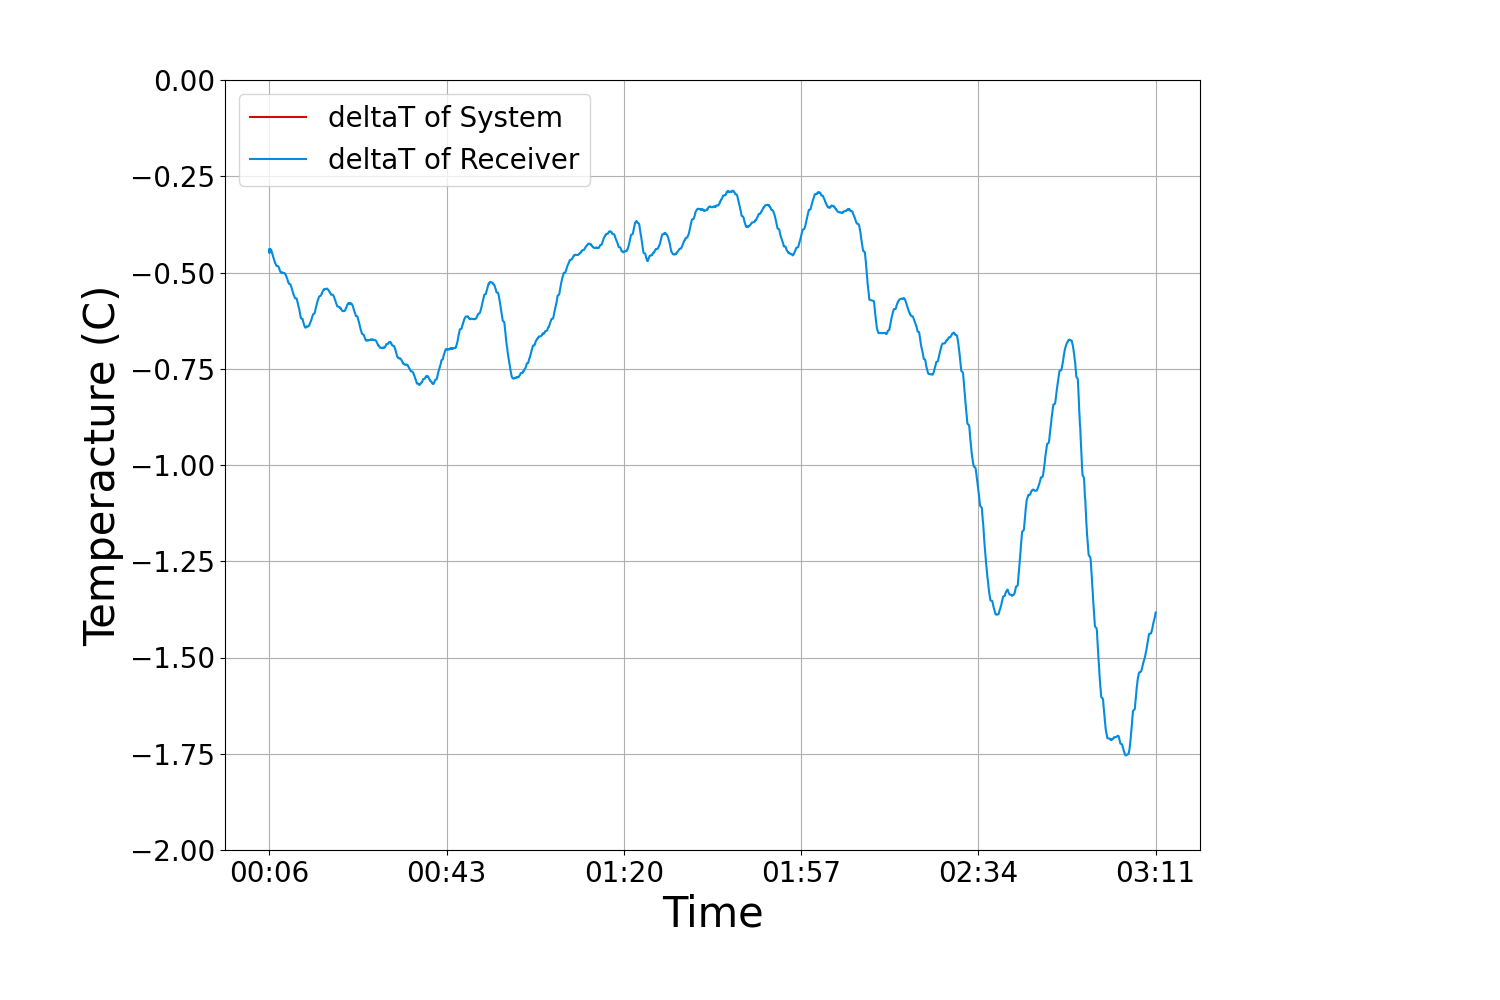 0.00
−0.25
−0.50
−0.75
−1.00
−1.25
−1.50
−1.75
−2.00
Temperacture (C)
deltaT of System
deltaT of Receiver
00:06 00:43 01:20 01:57 02:34 03:11
Time